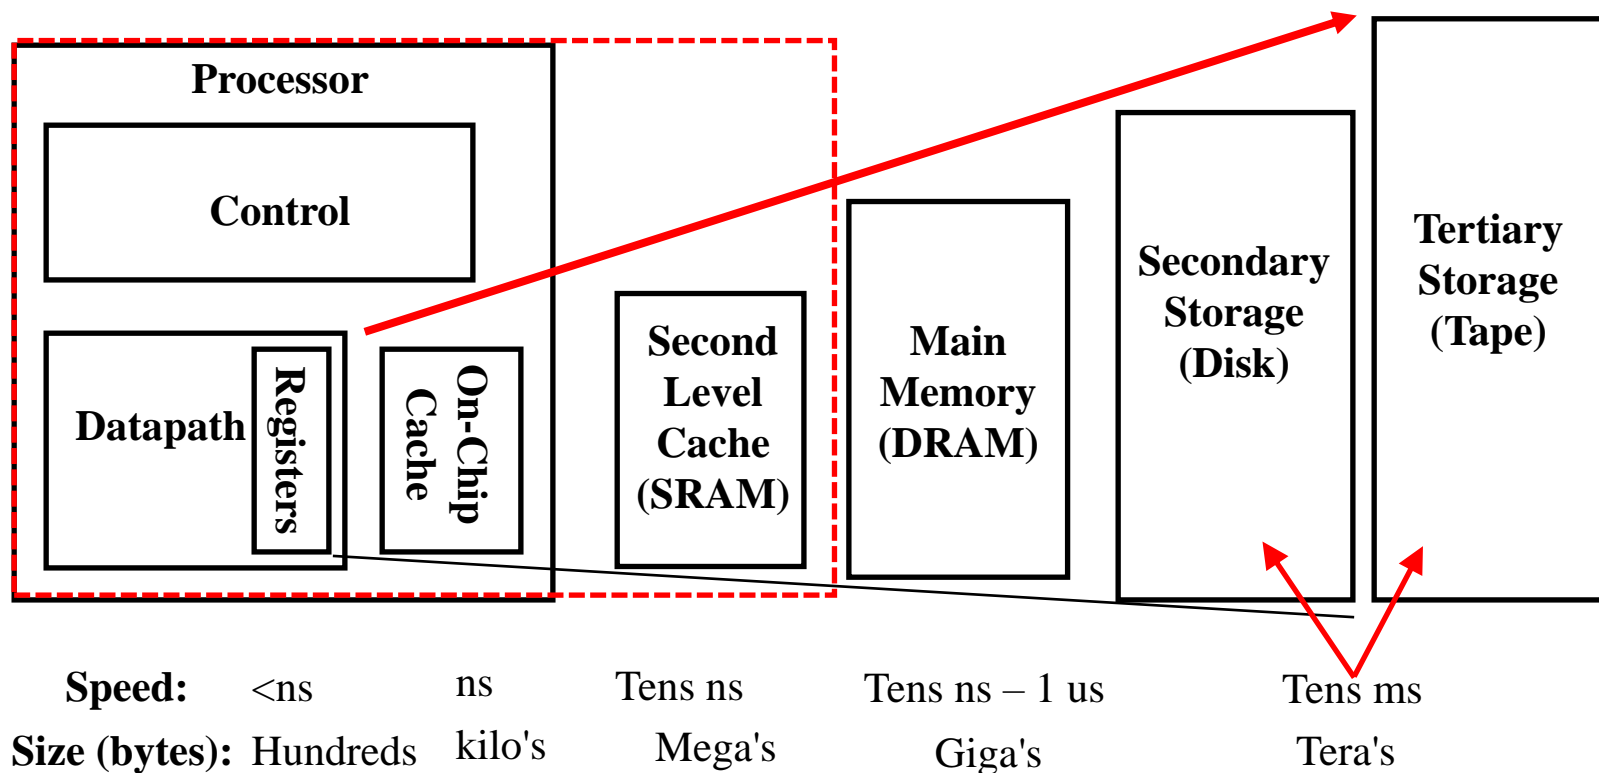 Processor
Control
Datapath
Registers
On-Chip
Cache
Second
Level
Cache
(SRAM)
Main
Memory
(DRAM)
Secondary
Storage
(Disk)
Tertiary
Storage
(Tape)
Speed: <ns ns Tens ns Tens ns – 1 us Tens ms
Size (bytes): Hundreds kilo's Mega's Giga's Tera's